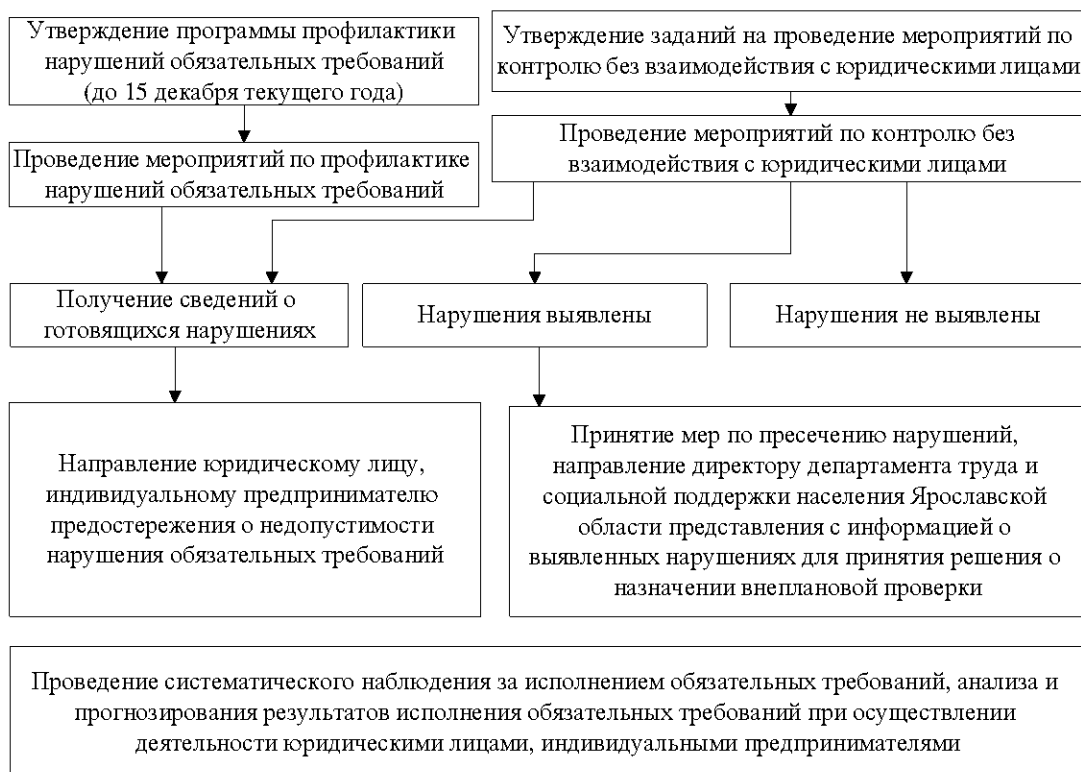 Утверждение программы профилактики
нарушений обязательных требований
(до 15 декабря текущего года)
Утверждение заданий на проведение мероприятий по
контролю без взаимодействия с юридическими лицами
Проведение мероприятий по профилактике
нарушений обязательных требований
Проведение мероприятий по контролю без
взаимодействия с юридическими лицами
Получение сведений о
готовящихся нарушениях
Нарушения выявлены
Нарушения не выявлены
Направление юридическому лицу,
индивидуальному предпринимателю
предостережения о недопустимости
нарушения обязательных требований
Принятие мер по пресечению нарушений,
направление директору департамента труда и
социальной поддержки населения Ярославской
области представления с информацией о
выявленных нарушениях для принятия решения о
назначении внеплановой проверки
Проведение систематического наблюдения за исполнением обязательных требований, анализа и
прогнозирования результатов исполнения обязательных требований при осуществлении
деятельности юридическими лицами, индивидуальными предпринимателями